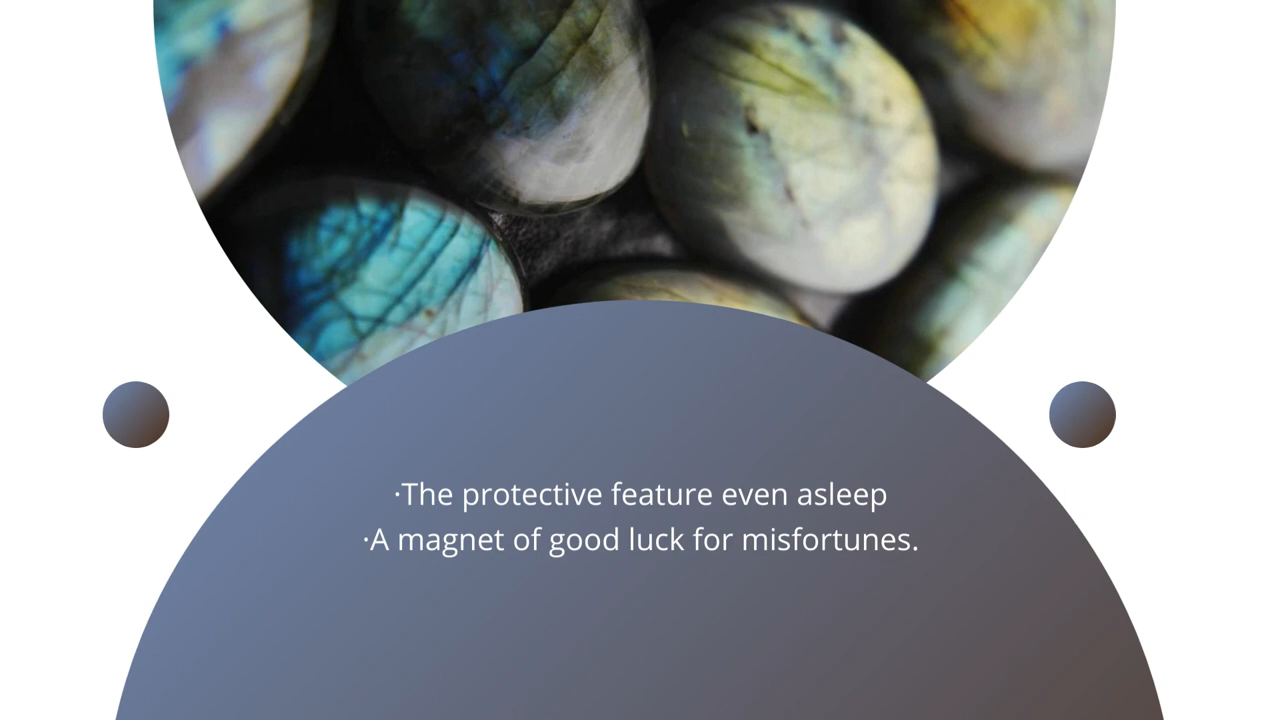 ·The protective feature even asleep
·A magnet of good luck for misfortunes.